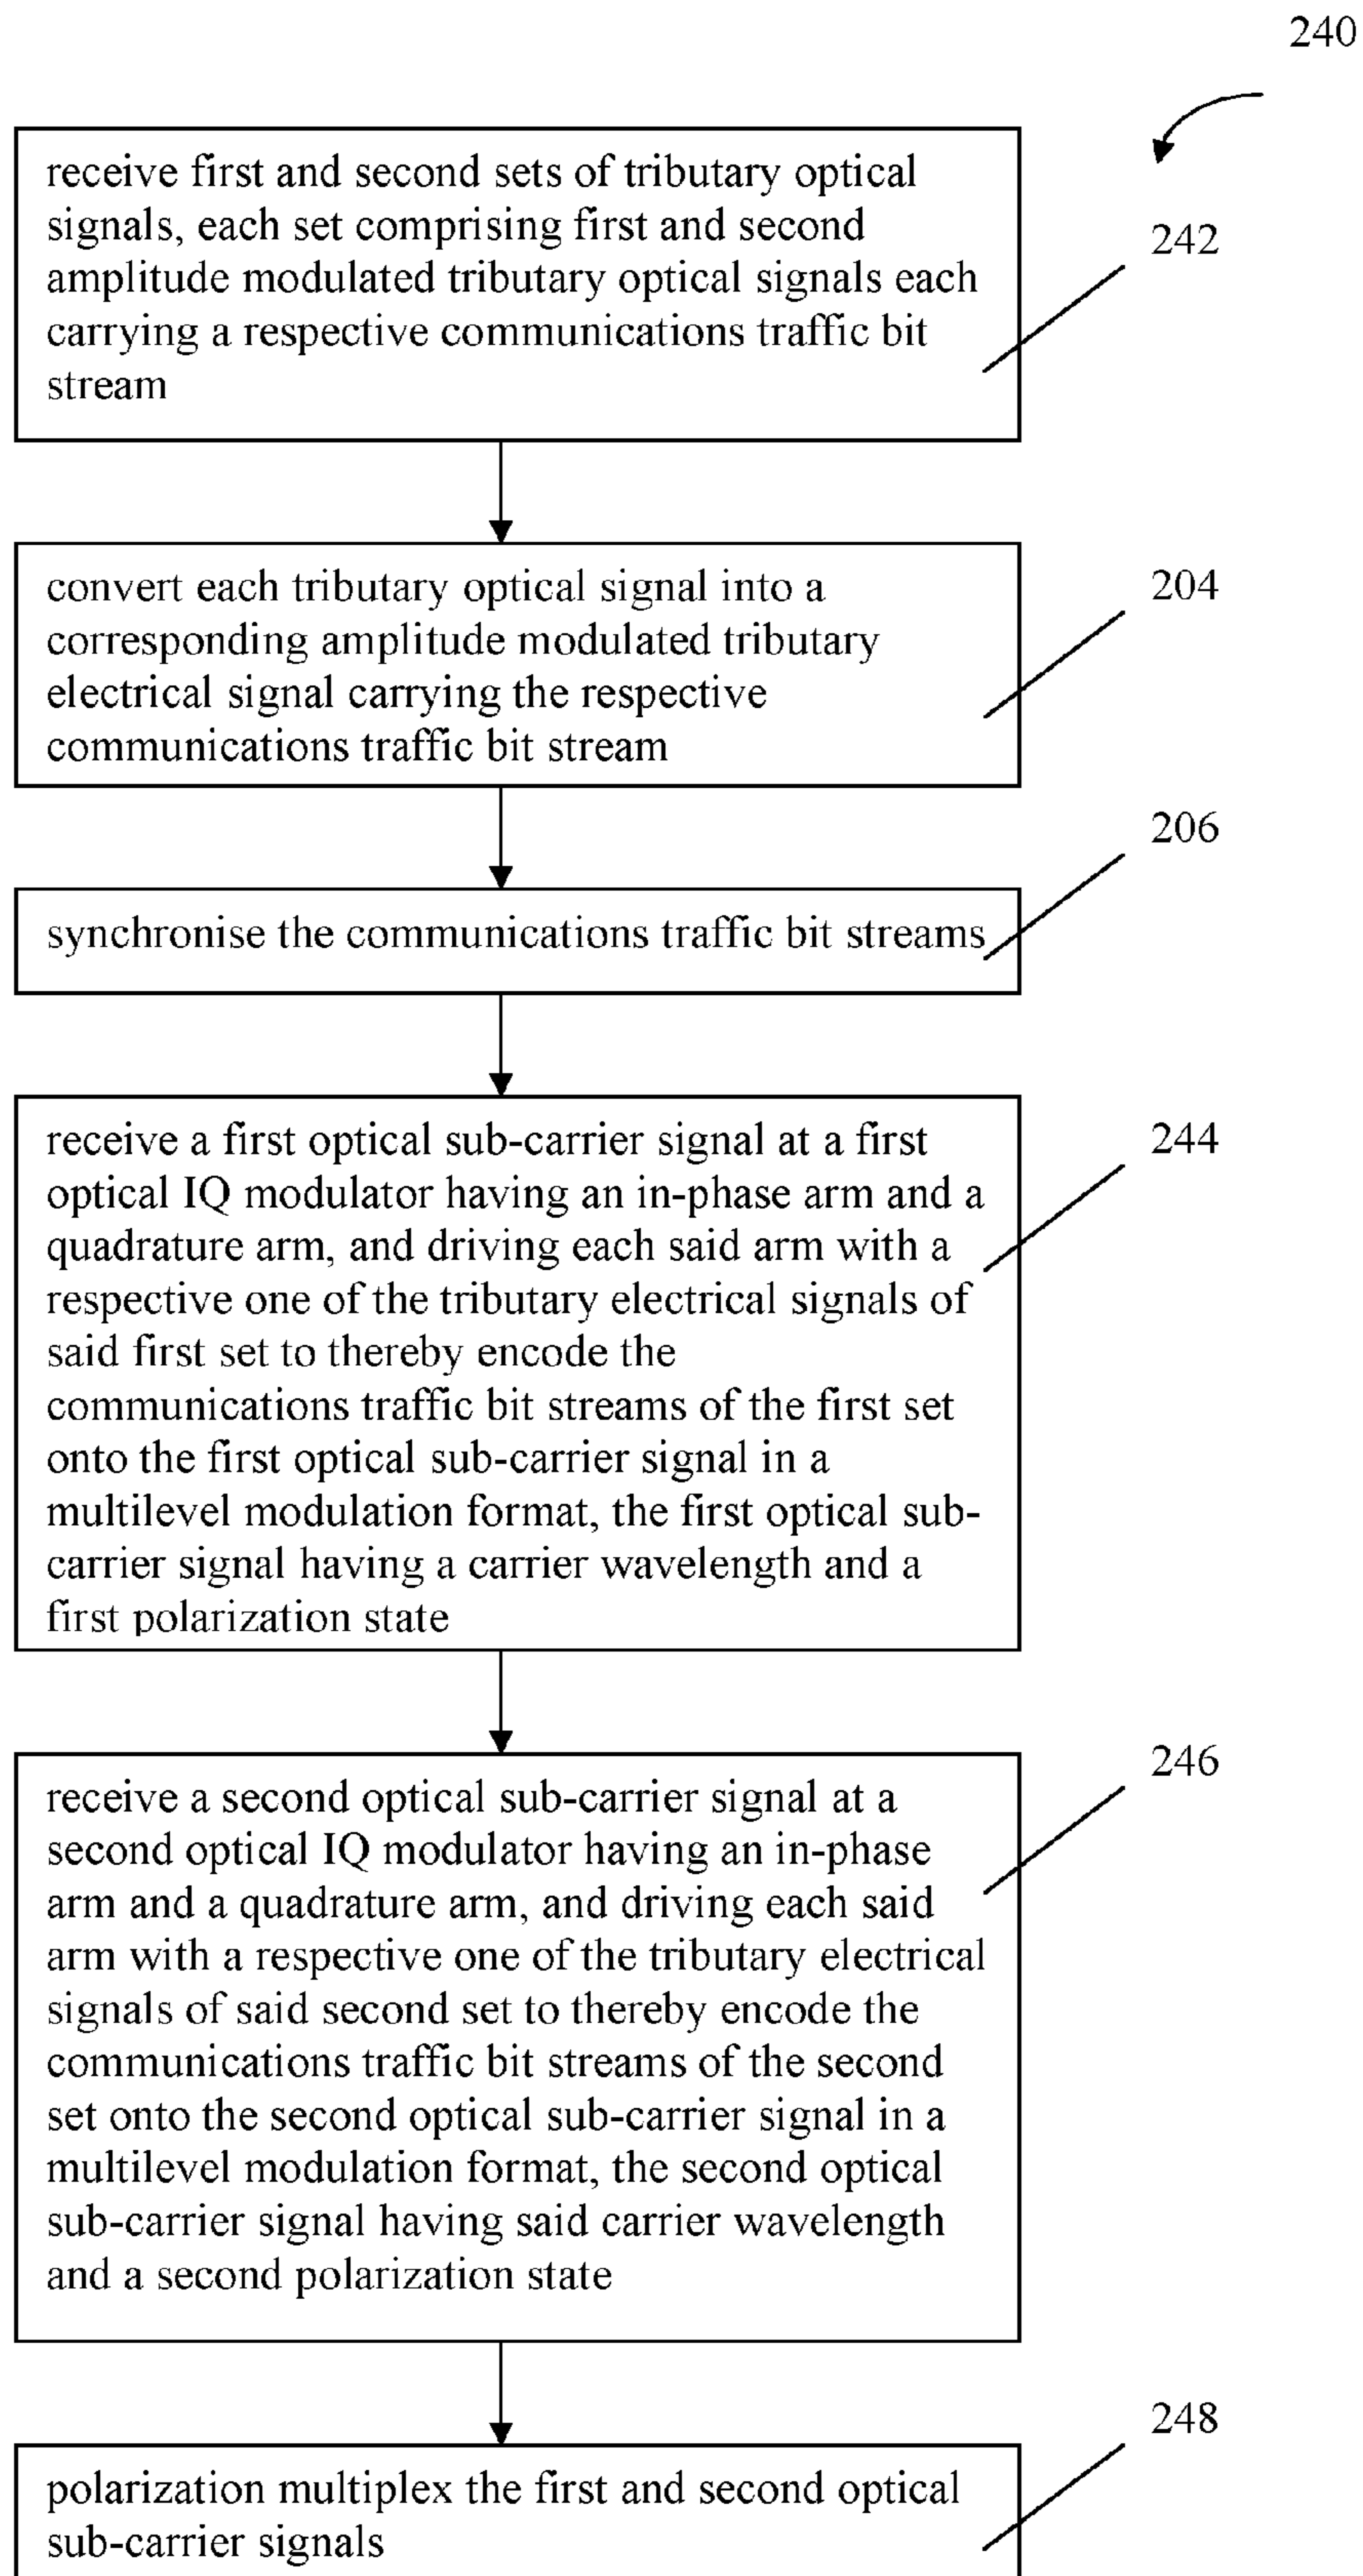 240
receive first and second sets of tributary optical
signals, each set comprising first and second
amplitude modulated tributary optical signals each
carrying a respective communications traffic bit
stream
242
convert each tributary optical signal into a
corresponding amplitude modulated tributary
electrical signal carrying the respective
communications traffic bit stream
204
synchronise the communications traffic bit streams
206
receive a first optical sub-carrier signal at a first
optical IQ modulator having an in-phase arm and a
quadrature arm, and driving each said arm with a
respective one of the tributary electrical signals of
said first set to thereby encode the
communications traffic bit streams of the first set
onto the first optical sub-carrier signal in a
multilevel modulation format, the first optical sub-
carrier signal having a carrier wavelength and a
first polarization state
244
receive a second optical sub-carrier signal at a
second optical IQ modulator having an in-phase
arm and a quadrature arm, and driving each said
arm with a respective one of the tributary electrical
signals of said second set to thereby encode the
communications traffic bit streams of the second
set onto the second optical sub-carrier signal in a
multilevel modulation format, the second optical
sub-carrier signal having said carrier wavelength
and a second polarization state
246
polarization multiplex the first and second optical
sub-carrier signals
248